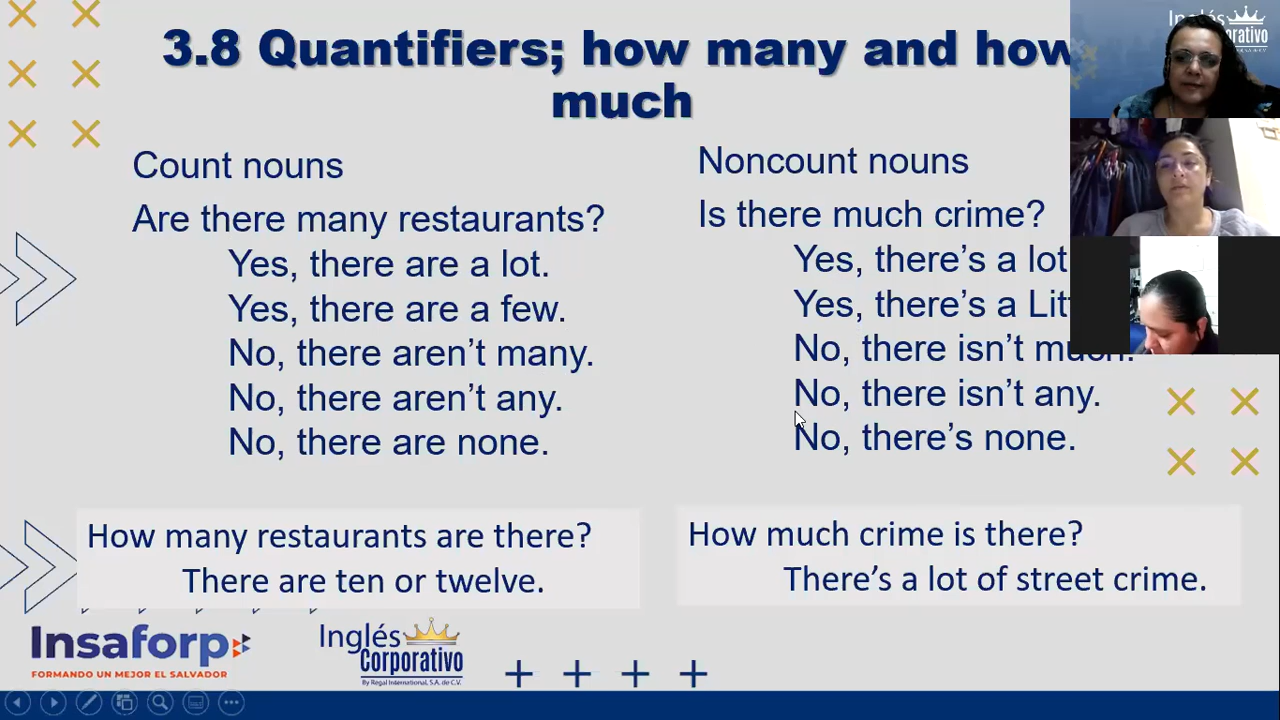 3.8 Quantifiers; how many and how
much
Count nouns
Are there many restaurants?
Yes, there are a lot.
Yes, there are a few.
No, there aren't many.
No, there aren't any.
No, there are none.
Noncount nouns
Is there much crime?
Yes, there's a lot
Yes, there's a
No, there isn't much.
No, there isn't any.
No, there's none.
How many restaurants are there?
There are ten or twelve.
How much crime is there?
There's a lot of street crime.
Insaforp
FORMANDO UN MEJOR EL SALVADOR
Inglés
Corporativo
By Regal International, S.A. de C.V.